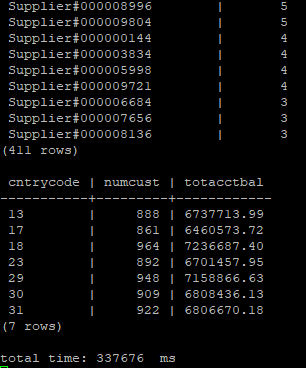 Supplier#000008996 | 5
Supplier#000009804 | 5
Supplier#000000144 | 4
Supplier#000003834 | 4
Supplier#000005998 | 4
Supplier#000009721 | 4
Supplier#000006684 | 3
Supplier#000007656 | 3
Supplier#000008136 | 3
(411 rows)

cntrycode | numcust | totacctbal
-----------+---------+------------
13 | 888 | 6737713.99
17 | 861 | 6460573.72
18 | 964 | 7236687.40
23 | 892 | 6701457.95
29 | 948 | 7158866.63
30 | 909 | 6808436.13
31 | 922 | 6806670.18
(7 rows)

total time: 337676  ms